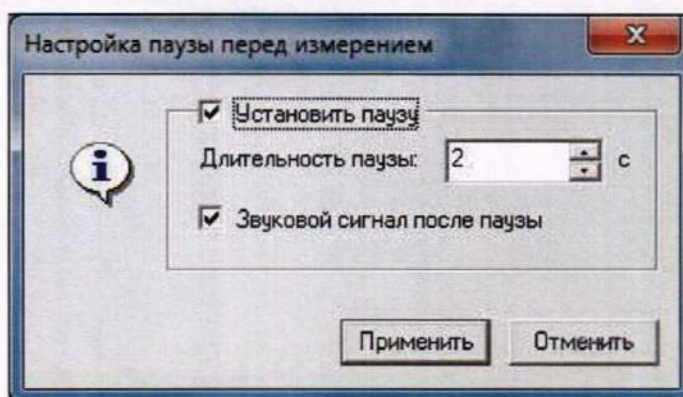 Настройка паузы перед измерением
Установить паузу
Длительность паузы: 2 с
Звуковой сигнал после паузы
Применить Отменить